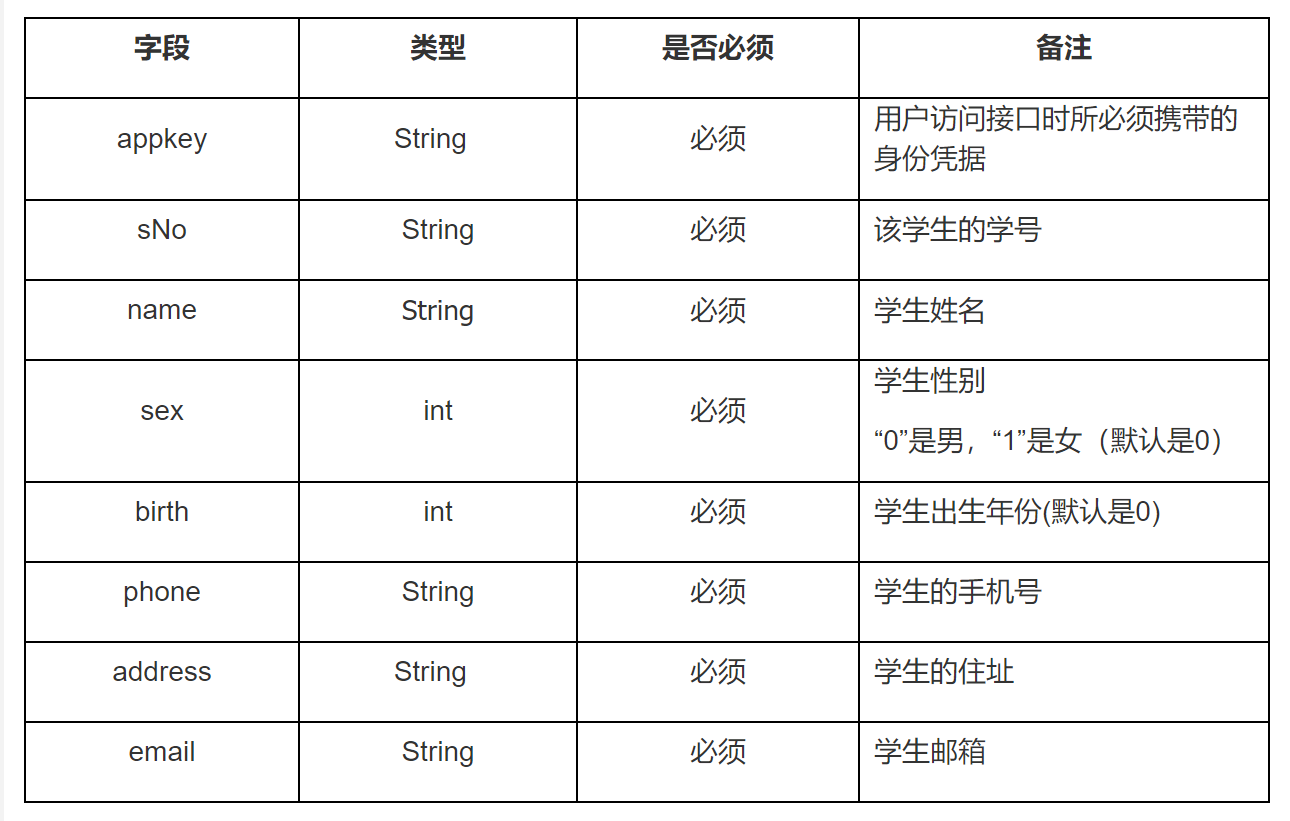 字段 类型 是否必须 备注
appkey String 必须 用户访问接口时所必须携带的
身份凭据
sNo String 必须 该学生的学号
name String 必须 学生姓名
sex int 必须 学生性别
“0”是男，“1”是女（默认是0）
birth int 必须 学生出生年份(默认是0)
phone String 必须 学生的手机号
address String 必须 学生的住址
email String 必须 学生邮箱